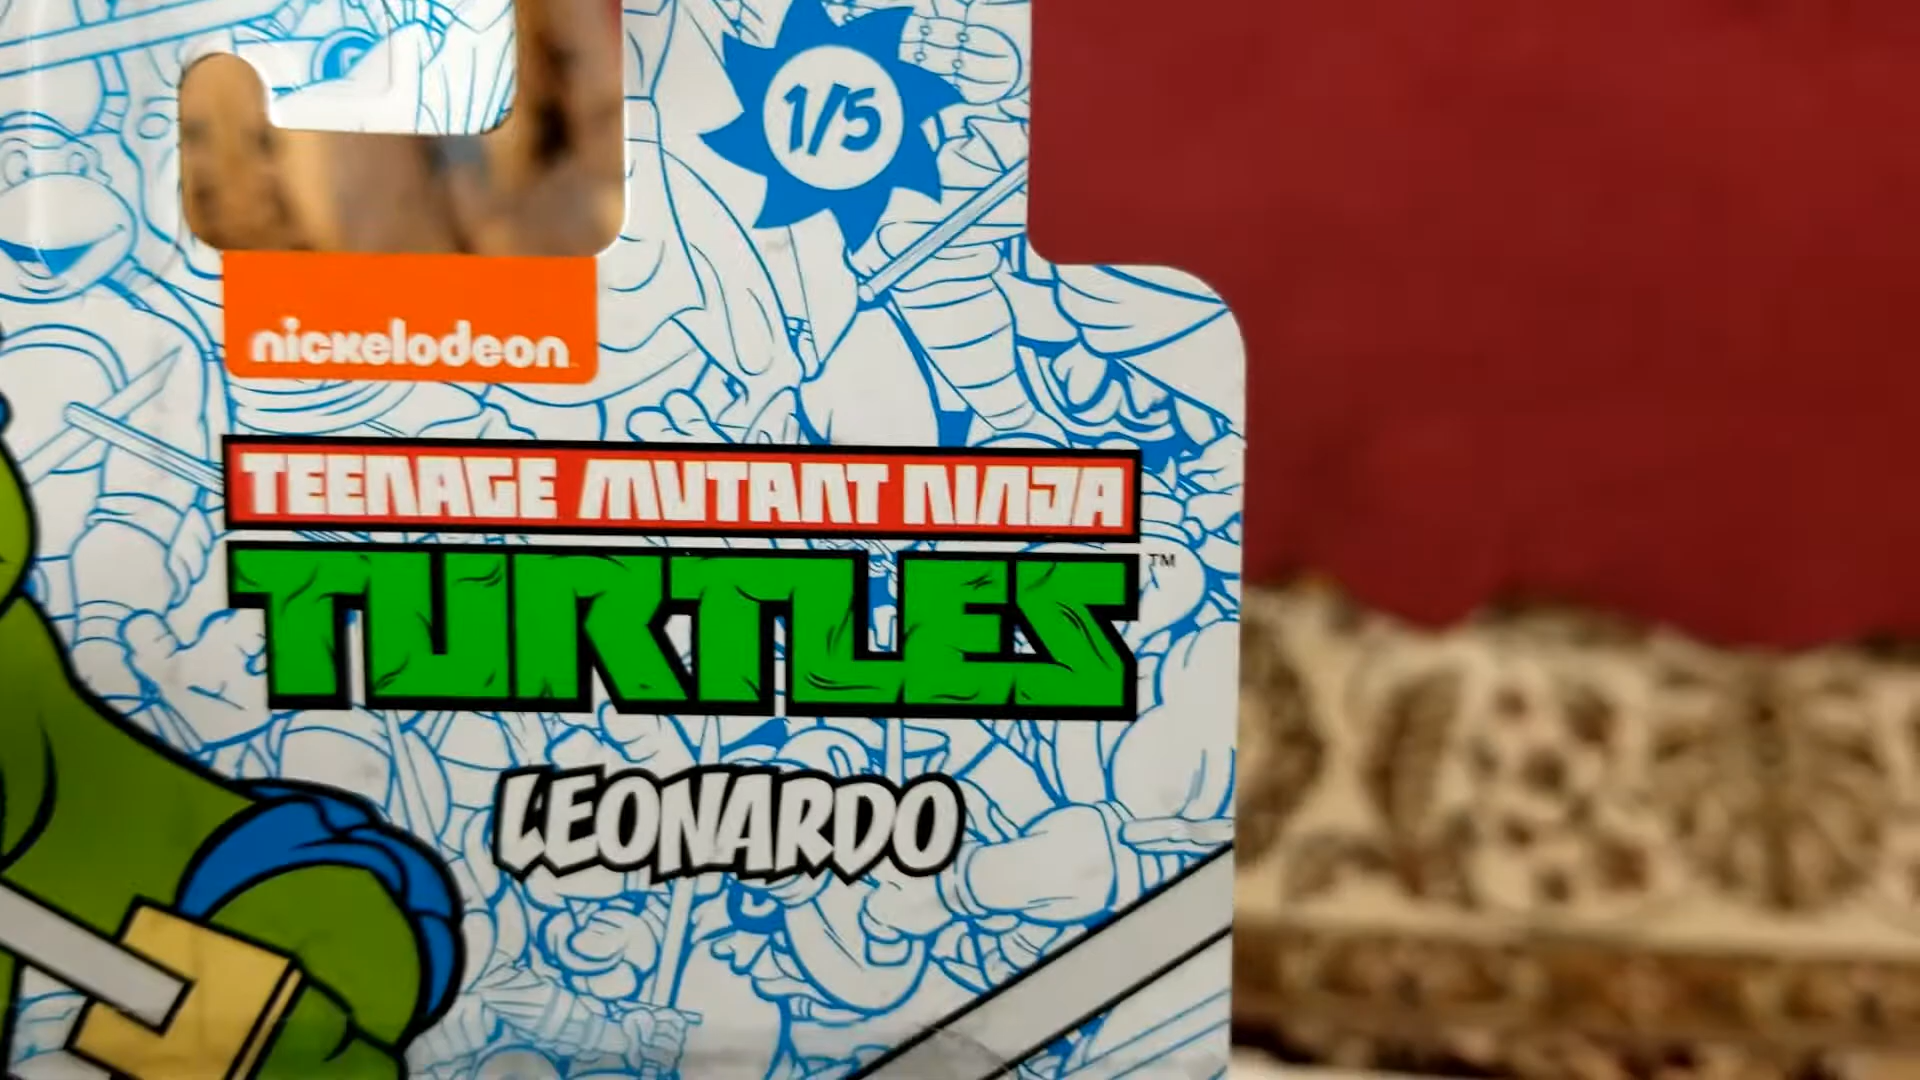 1/5
nickelodeon
TEENAGE MUTANT NINJA
TURTLES™
LEONARDO